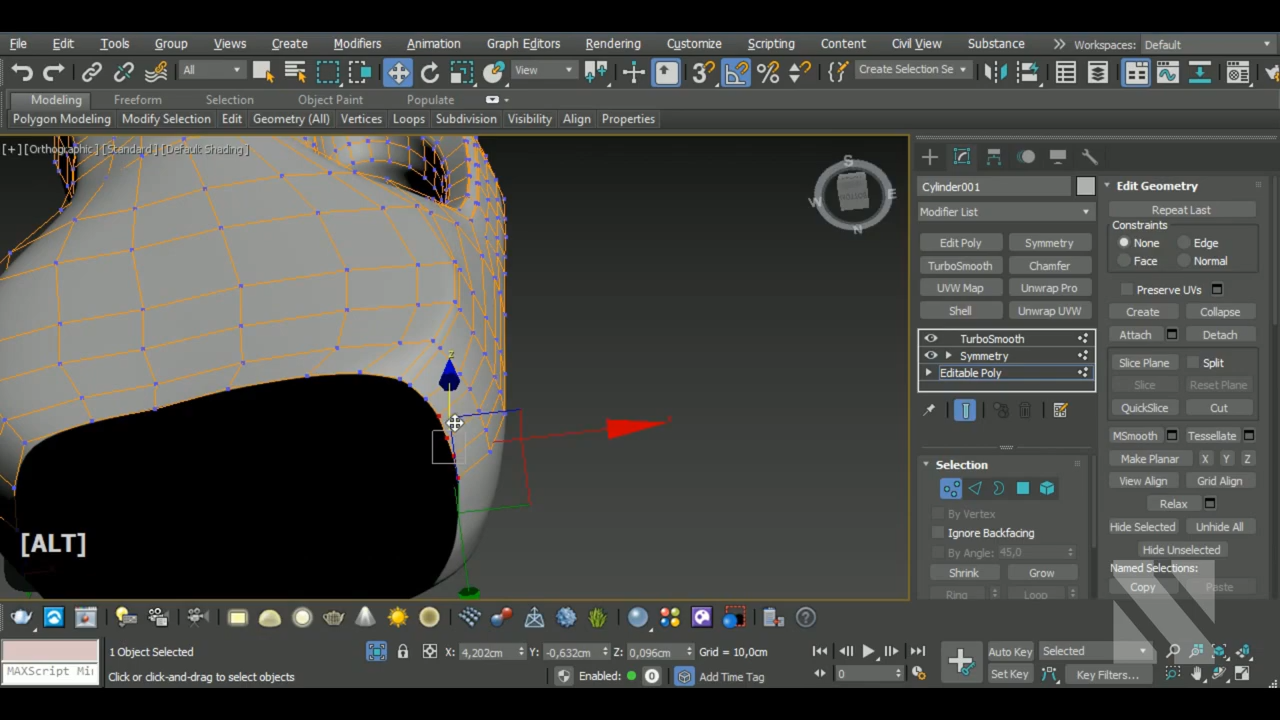 File Edit Tools Group Views Create Modifiers Animation Graph Editors Rendering Customize Scripting Content Civil View Substance Workspaces: Default
All View Create Selection Se
Modeling Freeform Selection Object Paint Populate
Polygon Modeling Modify Selection Edit Geometry (All) Vertices Loops Subdivision Visibility Align Properties
[+] [Orthographic] [Standard] [Default Shading]
S
W E
N
z
[ALT]
Cylinder001
Modifier List
Edit Poly Symmetry
TurboSmooth Chamfer
UVW Map Unwrap Pro
Shell Unwrap UVW
TurboSmooth
Symmetry
Editable Poly
Selection
By Vertex
Ignore Backfacing
By Angle: 45,0
Shrink Grow
Ring Loop
Edit Geometry
Repeat Last
Constraints
None Edge
Face Normal
Preserve UVs
Create Collapse
Attach Detach
Slice Plane Split
Slice Reset Plane
QuickSlice Cut
MSmooth Tessellate
Make Planar X Y Z
View Align Grid Align
Relax
Hide Selected Unhide All
Hide Unselected
Named Selections:
Copy Paste
1 Object Selected X: 4,202cm Y: -0,632cm Z: 0,096cm Grid = 10,0cm Auto Key Selected
MAXScript Mi Click or click-and-drag to select objects Enabled: 0 Add Time Tag 0 Set Key Key Filters...